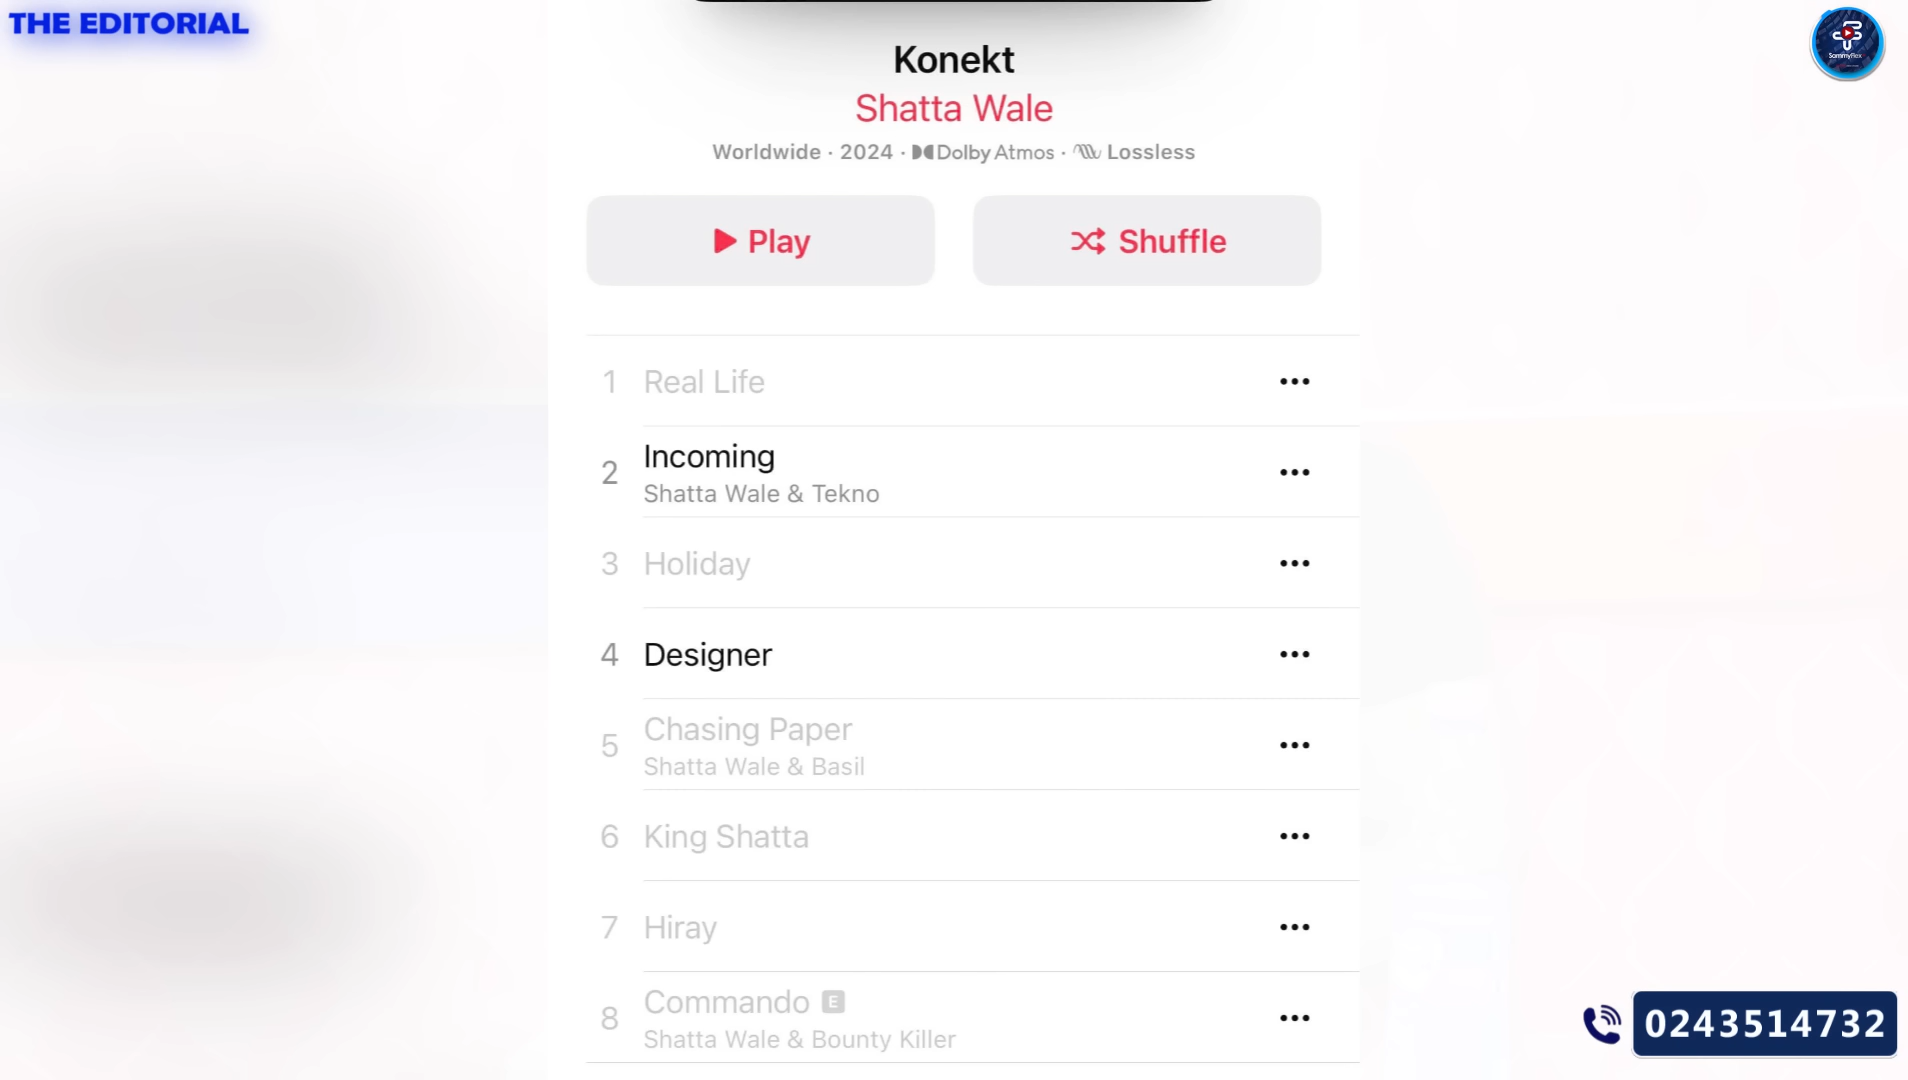 THE EDITORIAL
SammyFlex
Konekt
Shatta Wale
Worldwide · 2024 · Dolby Atmos · Lossless
Play
Shuffle
1 Real Life
2 Incoming
Shatta Wale & Tekno
3 Holiday
4 Designer
5 Chasing Paper
Shatta Wale & Basil
6 King Shatta
7 Hiray
8 Commando E
Shatta Wale & Bounty Killer
0243514732